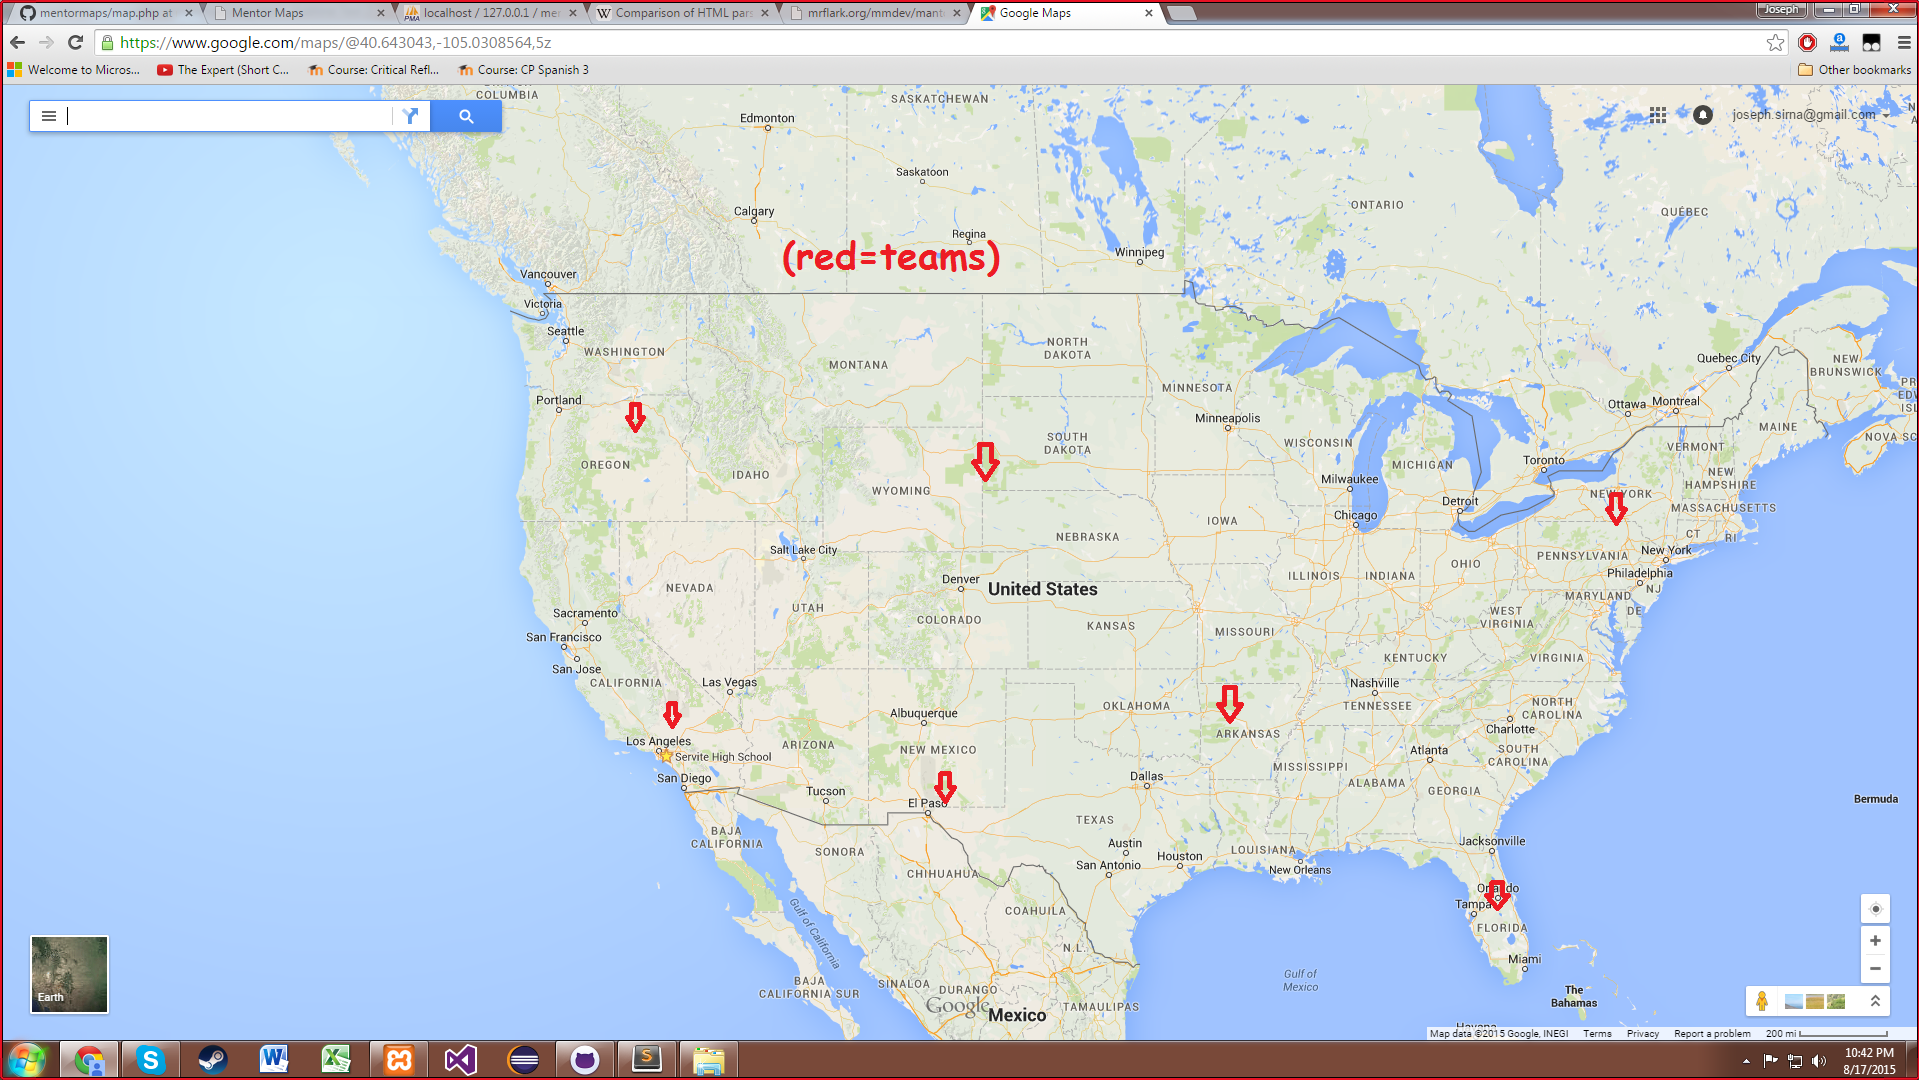 mentormaps/map.php at
Mentor Maps
localhost / 127.0.0.1 / me
Comparison of HTML pars
mrflark.org/mmdev/mant
Google Maps
Joseph
https://www.google.com/maps/@40.643043,-105.0308564,5z
Welcome to Micros...
The Expert (Short C...
Course: Critical Refl...
Course: CP Spanish 3
Other bookmarks
COLUMBIA
SASKATCHEWAN
Edmonton
joseph.sima@gmail.com
Saskatoon
Calgary
ONTARIO
QUÉBEC
Regina
(red=teams)
Winnipeg
Vancouver
Victoria
Seattle
WASHINGTON
MONTANA
NORTH
DAKOTA
MINNESOTA
Quebec City
NEW
BRUNSWICK
Portland
Minneapolis
Ottawa
Montreal
MAINE
NOVA SC
OREGON
IDAHO
WYOMING
SOUTH
DAKOTA
WISCONSIN
MICHIGAN
Toronto
VERMONT
NEW
HAMPSHIRE
Milwaukee
Detroit
NEW YORK
MASSACHUSETTS
Chicago
IOWA
CT
RI
Salt Lake City
NEBRASKA
PENNSYLVANIA
New York
Denver
United States
NEVADA
UTAH
COLORADO
ILLINOIS
INDIANA
OHIO
Philadelphia
NJ
MARYLAND
DE
WEST
VIRGINIA
Sacramento
San Francisco
San Jose
KANSAS
MISSOURI
KENTUCKY
VIRGINIA
CALIFORNIA
Las Vegas
Nashville
TENNESSEE
NORTH
CAROLINA
Albuquerque
OKLAHOMA
ARKANSAS
Charlotte
Los Angeles
Servite High School
ARIZONA
NEW MEXICO
Atlanta
SOUTH
CAROLINA
San Diego
Tucson
El Paso
Dallas
MISSISSIPPI
ALABAMA
GEORGIA
Bermuda
BAJA
CALIFORNIA
SONORA
TEXAS
Austin
Houston
San Antonio
LOUISIANA
New Orleans
Jacksonville
CHIHUAHUA
Gulf of California
COAHUILA
Orlando
Tampa
FLORIDA
N.L.
Miami
BAJA
CALIFORNIA SUR
SINALOA
DURANGO
Google
Mexico
TAMAULIPAS
Gulf of
Mexico
The
Bahamas
Havana
Earth
Map data ©2015 Google, INEGI
Terms
Privacy
Report a problem
200 mi
10:42 PM
8/17/2015